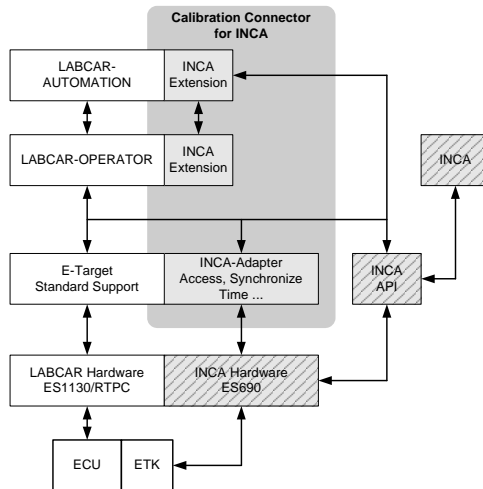 Calibration Connector
for INCA
LABCAR-
AUTOMATION
INCA
Extension
LABCAR-OPERATOR
INCA
Extension
INCA
E-Target
Standard Support
INCA-Adapter
Access, Synchronize
Time ...
INCA
API
LABCAR Hardware
ES1130/RTPC
INCA Hardware
ES690
ECU
ETK